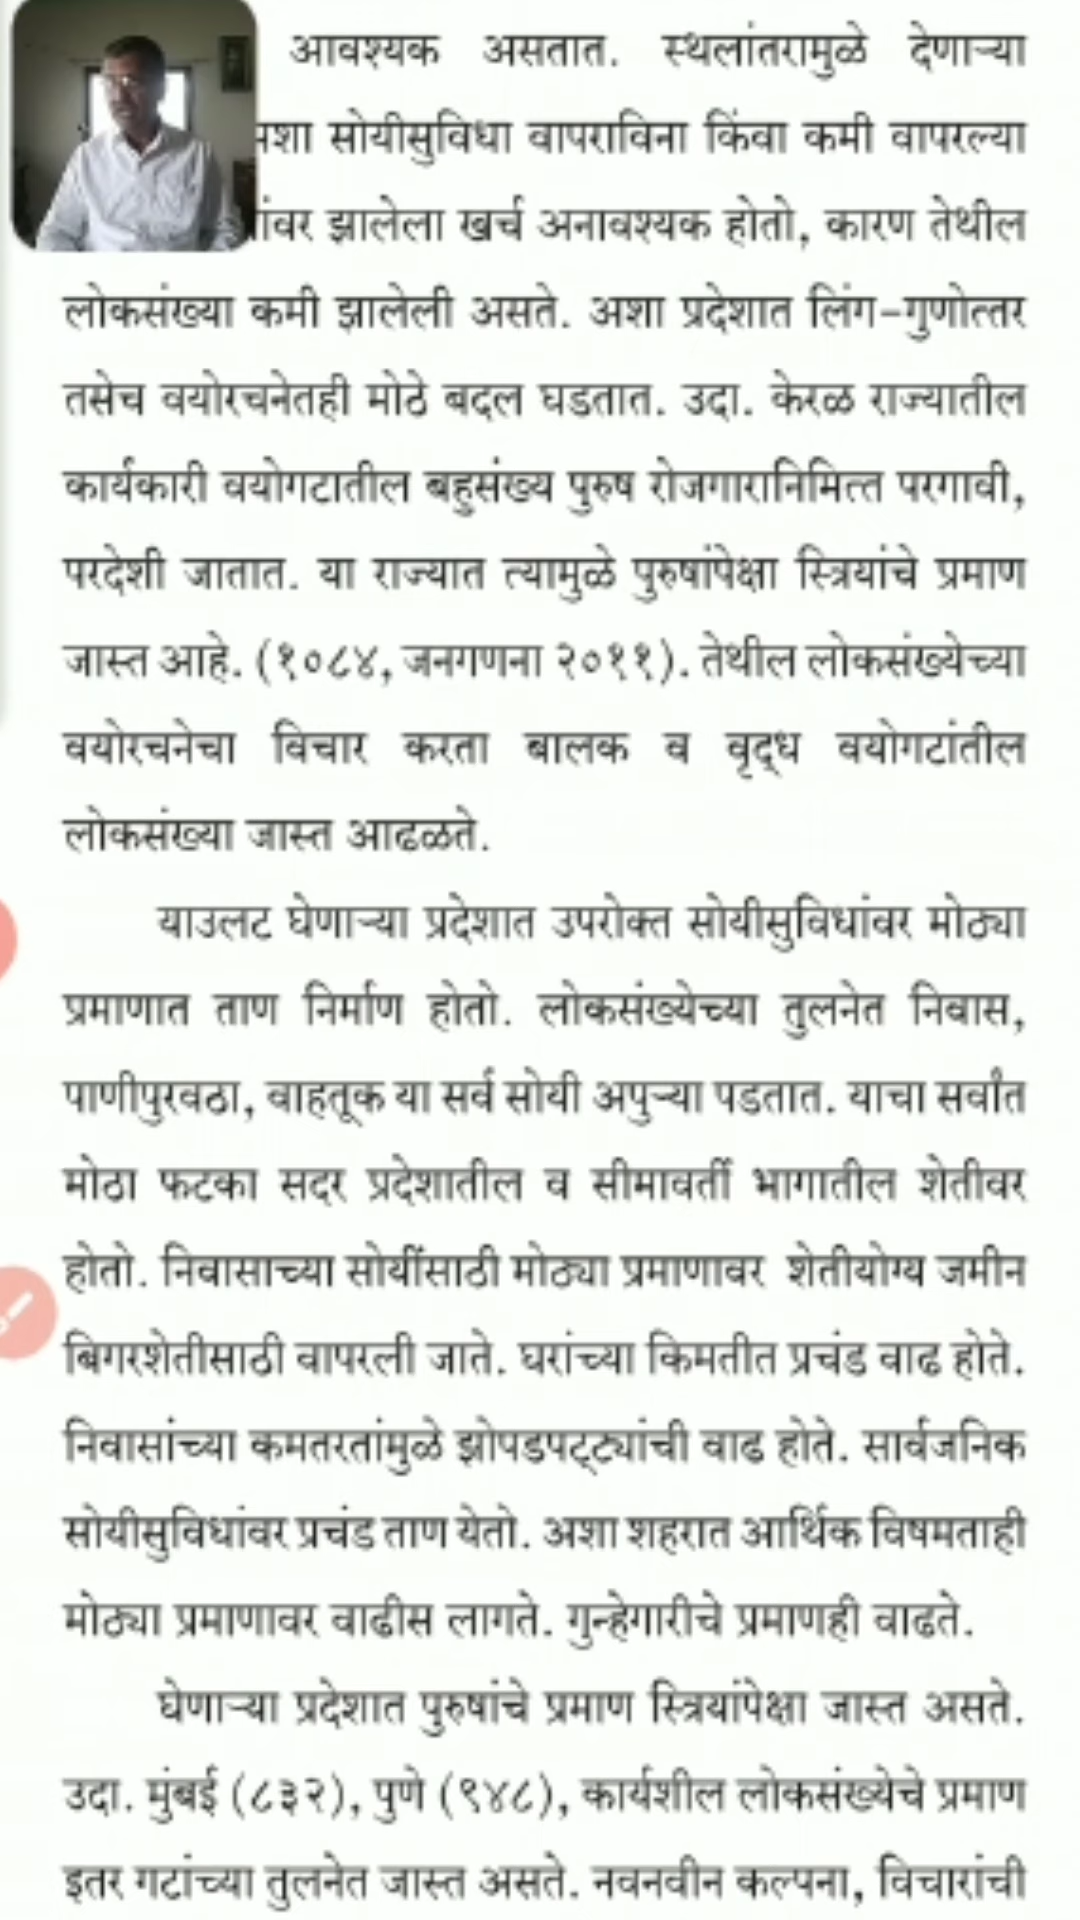 आवश्यक असतात. स्थलांतरामुळे देणाऱ्या
सोयीसुविधा वापराविना किंवा कमी वापरल्या
झालेला खर्च अनावश्यक होतो, कारण तेथील
लोकसंख्या कमी झालेली असते. अशा प्रदेशात लिंग-गुणोत्तर
तसेच वयोरचनेतही मोठे बदल घडतात. उदा. केरळ राज्यातील
कार्यकारी वयोगटातील बहुसंख्य पुरुष रोजगारानिमित्त परगावी,
परदेशी जातात. या राज्यात त्यामुळे पुरुषांपेक्षा स्त्रियांचे प्रमाण
जास्त आहे. (१०८४, जनगणना २०११). तेथील लोकसंख्येच्या
वयोरचनेचा विचार करता बालक व वृद्ध वयोगटांतील
लोकसंख्या जास्त आढळते.
याउलट घेणाऱ्या प्रदेशात उपरोक्त सोयीसुविधांवर मोठ्या
प्रमाणात ताण निर्माण होतो. लोकसंख्येच्या तुलनेत निवास,
पाणीपुरवठा, वाहतूक या सर्व सोयी अपुऱ्या पडतात. याचा सर्वांत
मोठा फटका सदर प्रदेशातील व सीमावर्ती भागातील शेतीवर
होतो. निवासाच्या सोयींसाठी मोठ्या प्रमाणावर शेतीयोग्य जमीन
बिगरशेतीसाठी वापरली जाते. घरांच्या किमतीत प्रचंड वाढ होते.
निवासांच्या कमतरतांमुळे झोपडपट्ट्यांची वाढ होते. सार्वजनिक
सोयीसुविधांवर प्रचंड ताण येतो. अशा शहरात आर्थिक विषमताही
मोठ्या प्रमाणावर वाढीस लागते. गुन्हेगारीचे प्रमाणही वाढते.
घेणाऱ्या प्रदेशात पुरुषांचे प्रमाण स्त्रियांपेक्षा जास्त असते.
उदा. मुंबई (८३२), पुणे (९४८), कार्यशील लोकसंख्येचे प्रमाण
इतर गटांच्या तुलनेत जास्त असते. नवनवीन कल्पना, विचारांची